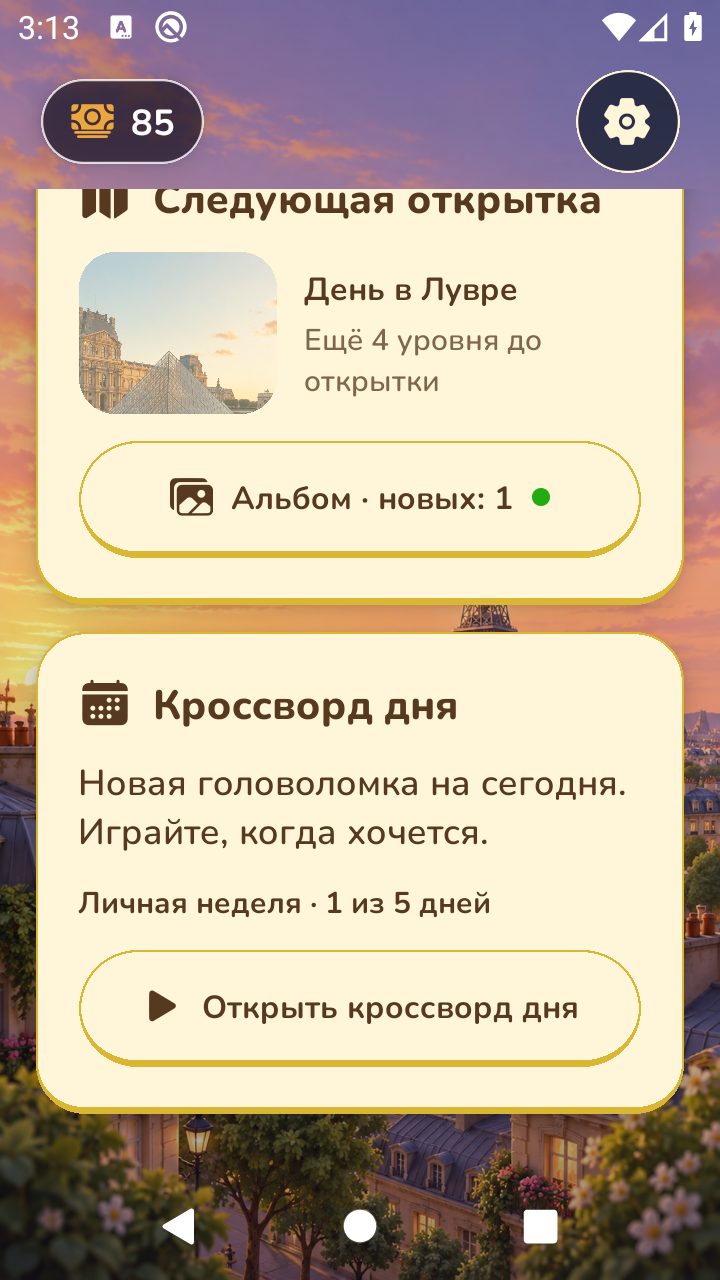 3:13
85
Следующая открытка
День в Лувре
Ещё 4 уровня до
открытки
Альбом · новых: 1
Кроссворд дня
Новая головоломка на сегодня.
Играйте, когда хочется.
Личная неделя · 1 из 5 дней
Открыть кроссворд дня